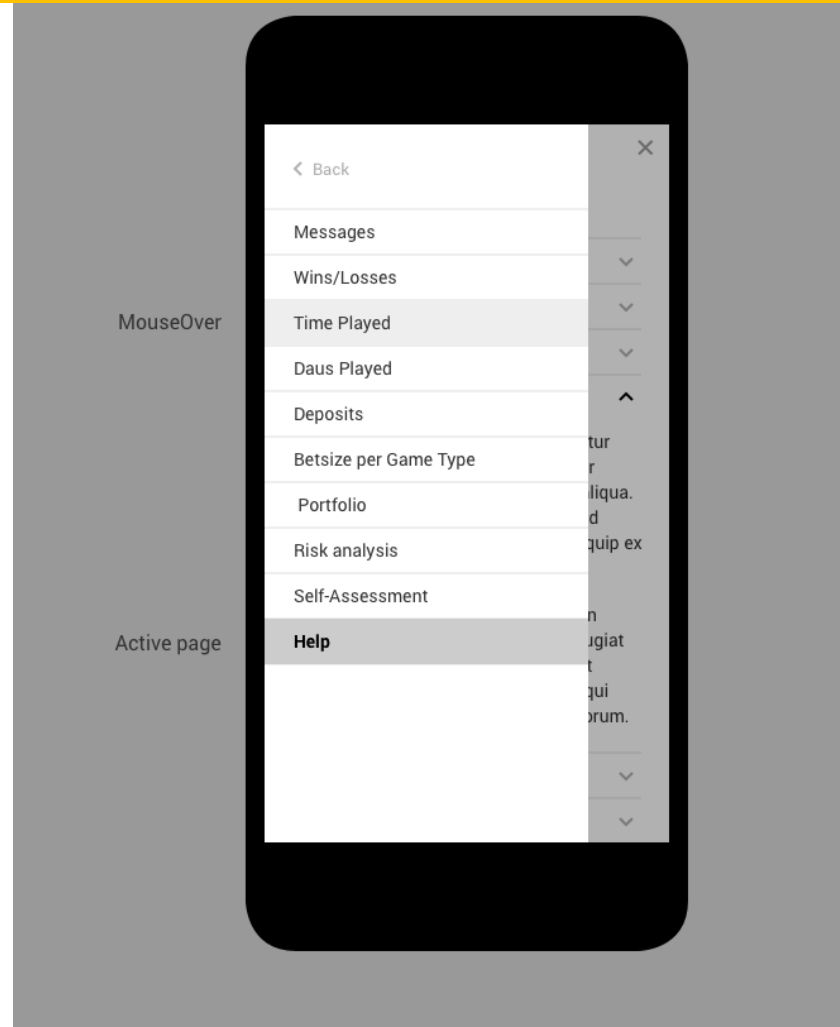 Back
Messages
Wins/Losses
MouseOver
Time Played
Daus Played
Deposits
Betsize per Game Type
Portfolio
Risk analysis
Self-Assessment
Active page
Help
tur
r
liqua.
d
quip ex
n
ugiat
t
qui
orum.